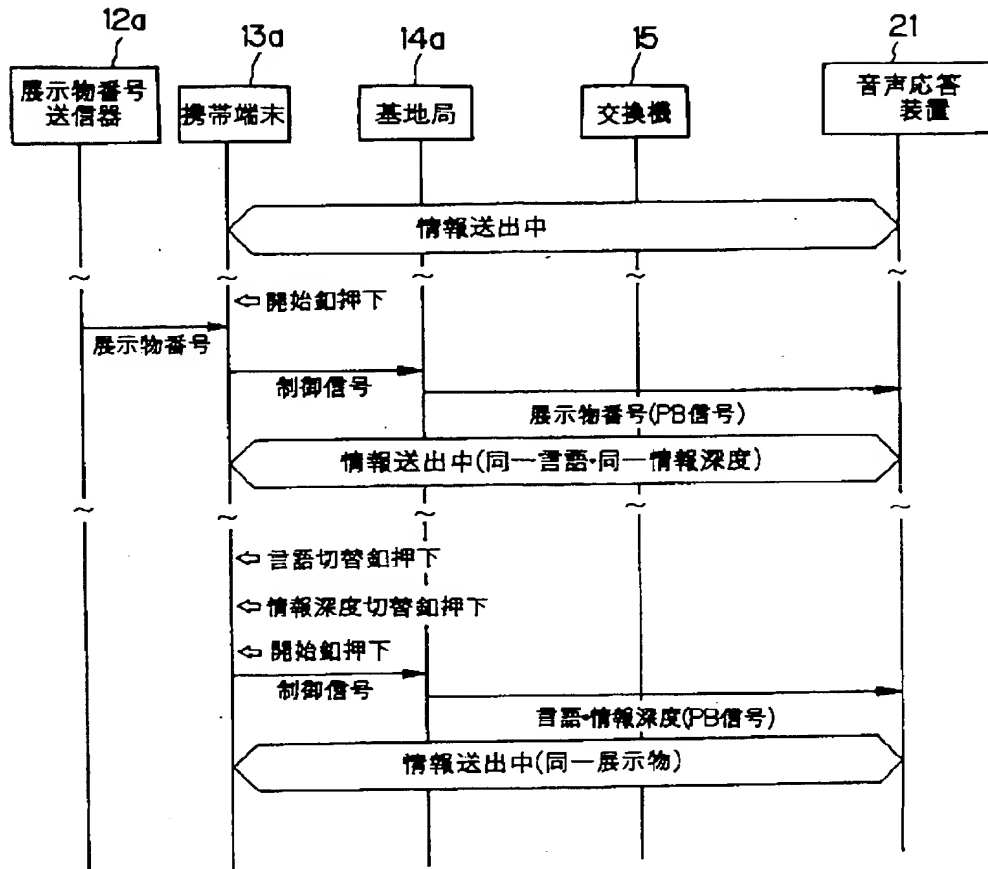 12a
13a
14a
15
21
展示物番号
送信器
携帯端末
基地局
交換機
音声応答
装置
情報送出中
⇦開始釦押下
展示物番号
制御信号
展示物番号(PB信号)
情報送出中(同一言語・同一情報深度)
⇦言語切替釦押下
⇦情報深度切替釦押下
⇦開始釦押下
制御信号
言語・情報深度(PB信号)
情報送出中(同一展示物)